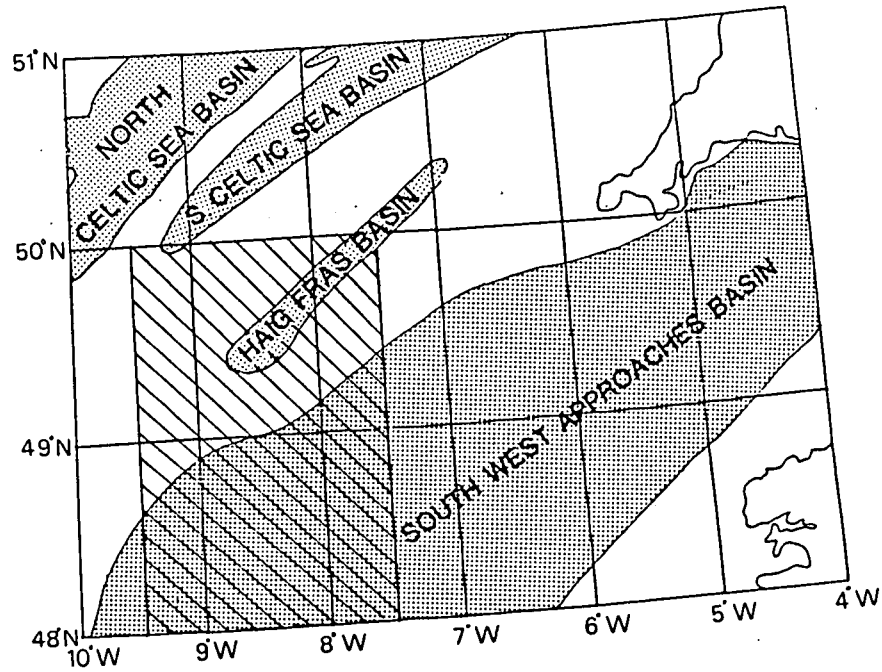 51°N
NORTH
CELTIC SEA BASIN
S CELTIC SEA BASIN
50°N
HAIG FRAS BASIN
SOUTH WEST APPROACHES BASIN
49°N
48°N
10°W
9°W
8°W
7°W
6°W
5°W
4°W